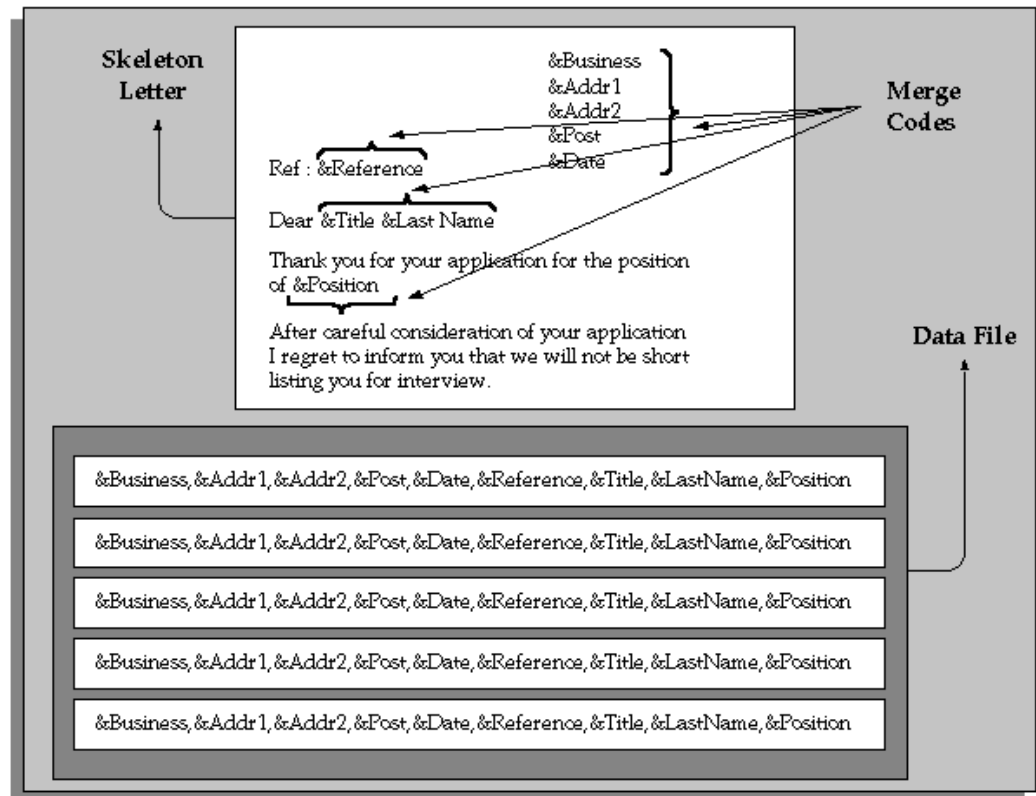 Skeleton
Letter
&Business
&Addr1
&Addr2
&Post
&Date
Merge
Codes
Ref : &Reference
Dear &Title &Last Name
Thank you for your application for the position
of &Position
After careful consideration of your application
I regret to inform you that we will not be short
listing you for interview.
Data File
&Business, &Addr1, &Addr2, &Post, &Date, &Reference, &Title, &LastName, &Position
&Business, &Addr1, &Addr2, &Post, &Date, &Reference, &Title, &LastName, &Position
&Business, &Addr1, &Addr2, &Post, &Date, &Reference, &Title, &LastName, &Position
&Business, &Addr1, &Addr2, &Post, &Date, &Reference, &Title, &LastName, &Position
&Business, &Addr1, &Addr2, &Post, &Date, &Reference, &Title, &LastName, &Position